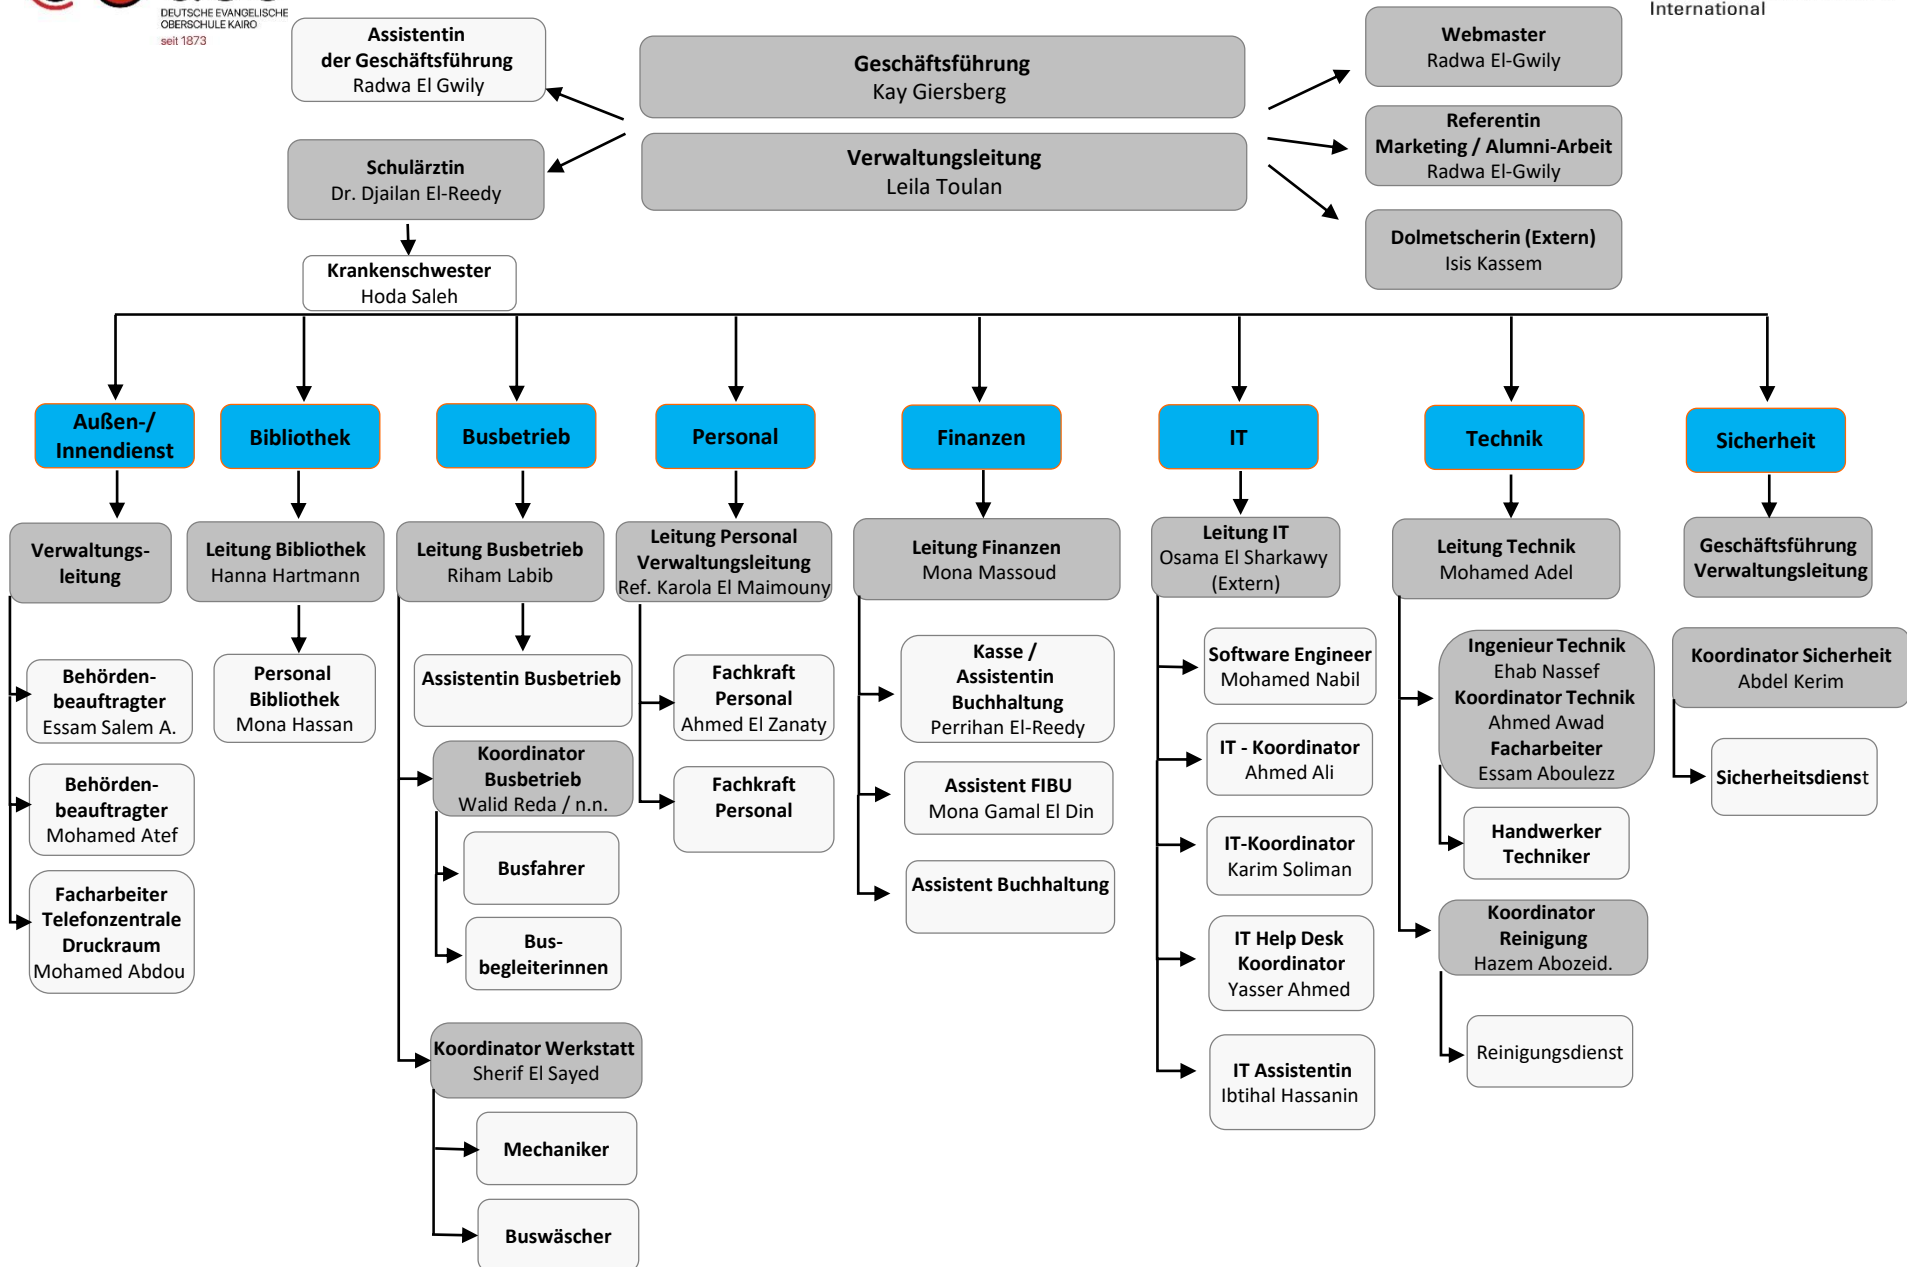 DEUTSCHE EVANGELISCHE
OBERSCHULE KAIRO
seit 1873
International
Assistentin
der Geschäftsführung
Radwa El Gwily
Geschäftsführung
Kay Giersberg
Webmaster
Radwa El-Gwily
Referentin
Marketing / Alumni-Arbeit
Radwa El-Gwily
Schulärztin
Dr. Djailan El-Reedy
Verwaltungsleitung
Leila Toulan
Dolmetscherin (Extern)
Isis Kassem
Krankenschwester
Hoda Saleh
Außen-/
Innendienst
Bibliothek
Busbetrieb
Personal
Finanzen
IT
Technik
Sicherheit
Verwaltungs-
leitung
Leitung Bibliothek
Hanna Hartmann
Leitung Busbetrieb
Riham Labib
Leitung Personal
Verwaltungsleitung
Ref. Karola El Maimouny
Leitung Finanzen
Mona Massoud
Leitung IT
Osama El Sharkawy
(Extern)
Leitung Technik
Mohamed Adel
Geschäftsführung
Verwaltungsleitung
Behörden-
beauftragter
Essam Salem A.
Behörden-
beauftragter
Mohamed Atef
Facharbeiter
Telefonzentrale
Druckraum
Mohamed Abdou
Personal
Bibliothek
Mona Hassan
Assistentin Busbetrieb
Koordinator
Busbetrieb
Walid Reda / n.n.
Busfahrer
Bus-
begleiterinnen
Koordinator Werkstatt
Sherif El Sayed
Mechaniker
Buswäscher
Fachkraft
Personal
Ahmed El Zanaty
Fachkraft
Personal
Kasse /
Assistentin
Buchhaltung
Perrihan El-Reedy
Assistent FIBU
Mona Gamal El Din
Assistent Buchhaltung
Software Engineer
Mohamed Nabil
IT - Koordinator
Ahmed Ali
IT-Koordinator
Karim Soliman
IT Help Desk
Koordinator
Yasser Ahmed
IT Assistentin
Ibtihal Hassanin
Ingenieur Technik
Ehab Nassef
Koordinator Technik
Ahmed Awad
Facharbeiter
Essam Aboulezz
Handwerker
Techniker
Koordinator
Reinigung
Hazem Abozeid.
Reinigungsdienst
Koordinator Sicherheit
Abdel Kerim
Sicherheitsdienst